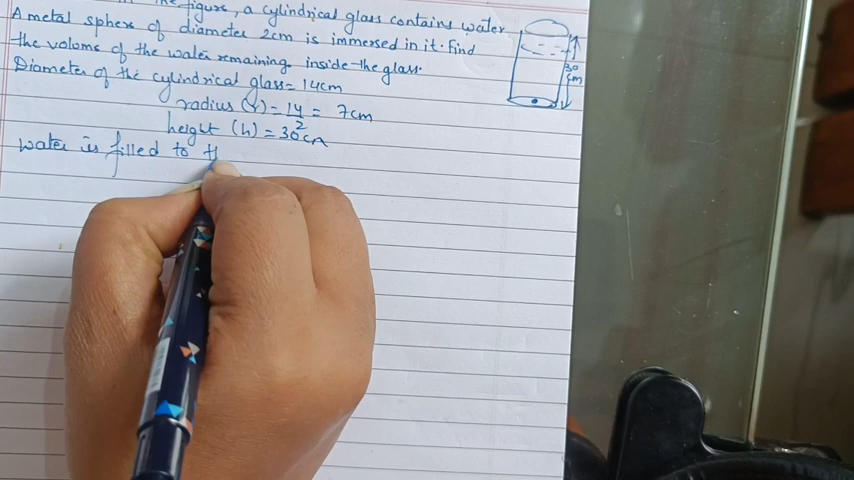 the figure, a cylindrical glass contains water.
A metal sphere of diameter 2cm is immersed in it. find
the volume of the water remaining inside the glass.
Diameter of the cylindrical glass = 14cm
radius (r) = 14/2 = 7cm
height (h) = 30cm
water is filled to t
30 cm